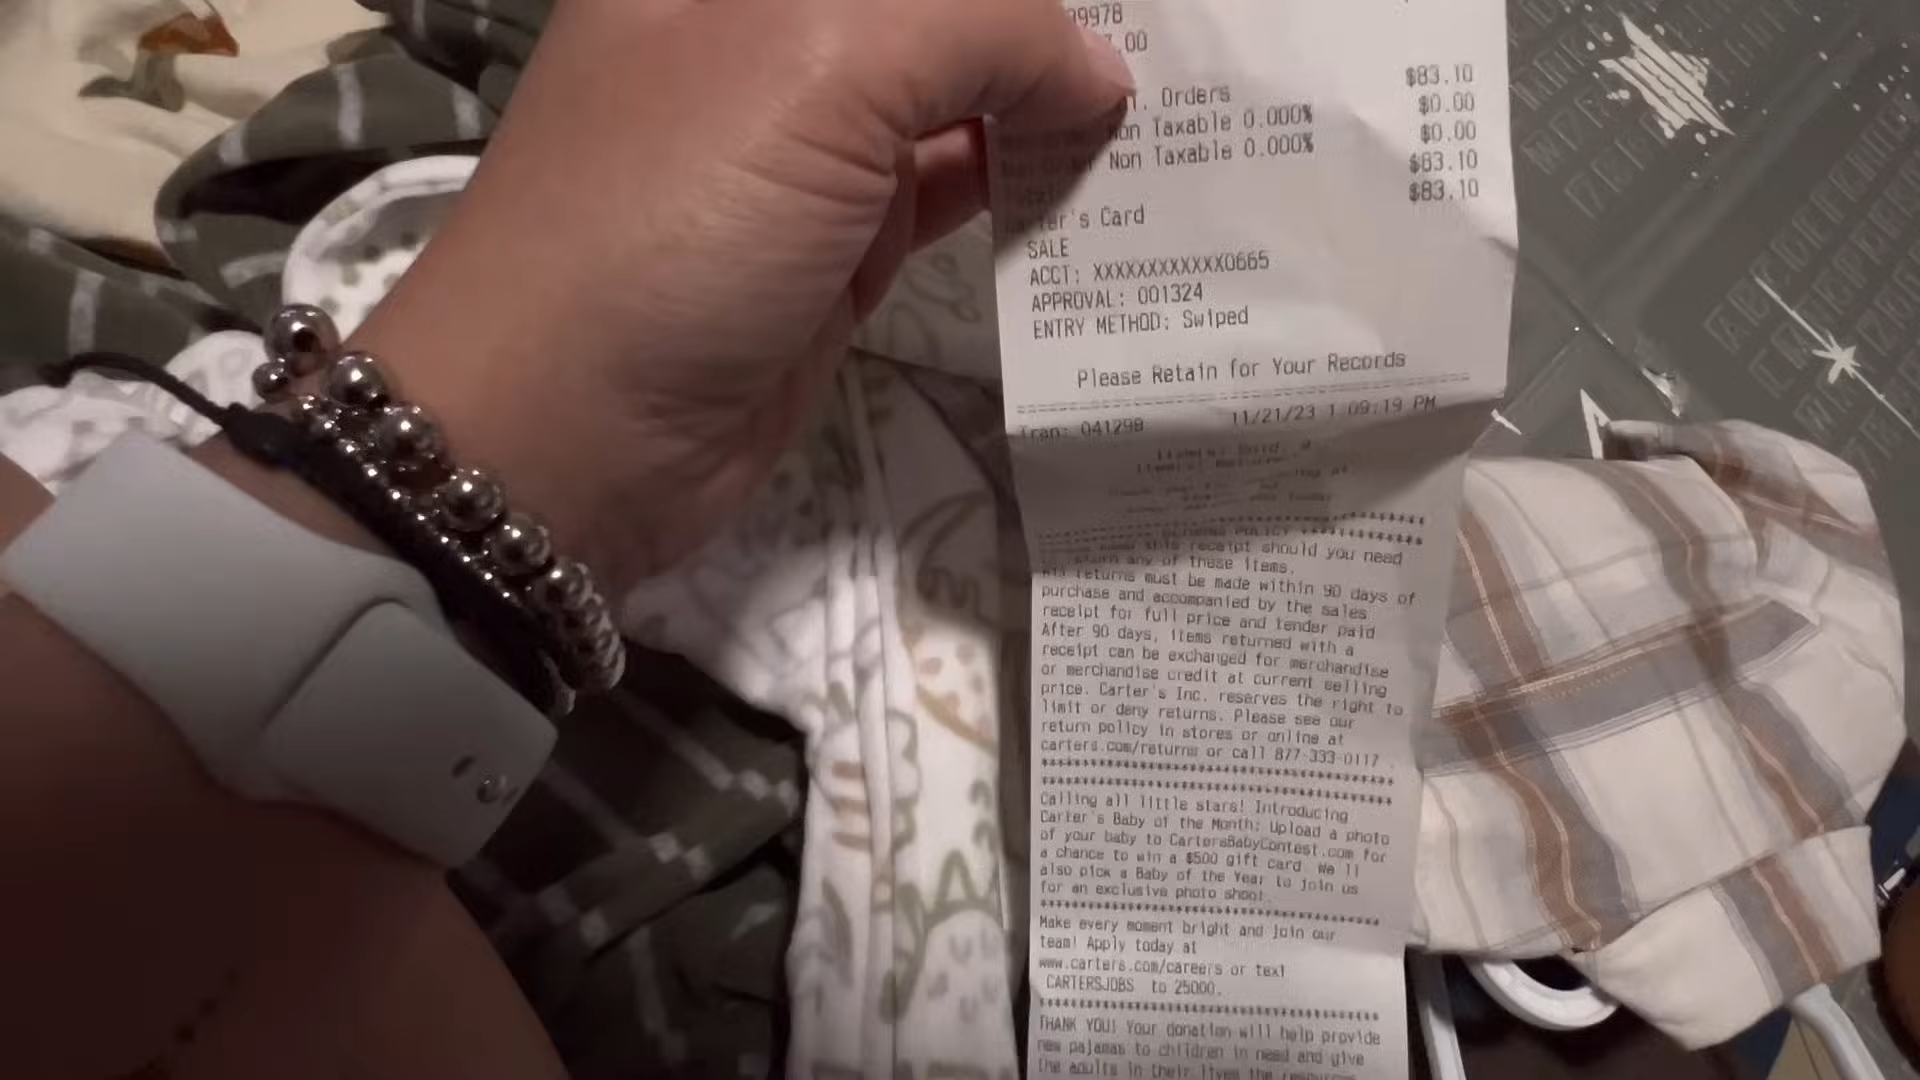 99978
.00
$83.10
. Orders $0.00
Non Taxable 0.000% $0.00
Non Taxable 0.000% $83.10
$83.10
Card
SALE
ACCT: XXXXXXXXXXXX0665
APPROVAL: 001324
ENTRY METHOD: Swiped
Please Retain for Your Records
Tran: 041298 11/21/23 1:09:19 PM
POLICY
this receipt should you need
return any of these items.
All returns must be made within 90 days of
purchase and accompanied by the sales
receipt for full price and tender paid
After 90 days, items returned with a
receipt can be exchanged for merchandise
or merchandise credit at current selling
price. Carter's Inc. reserves the right to
limit or deny returns. Please see our
return policy in stores or online at
carters.com/returns or call 877-333-0117 .
Calling all little stars! Introducing
Carter's Baby of the Month: Upload a photo
of your baby to CartersBabyContest.com for
a chance to win a $500 gift card. We ll
also pick a Baby of the Year to join us
for an exclusive photo shoot.
Make every moment bright and join our
team! Apply today at
www.carters.com/careers or text
CARTERSJOBS to 25000.
THANK YOU! Your donation will help provide
new pajamas to children in need and give
the adults in their lives the resources